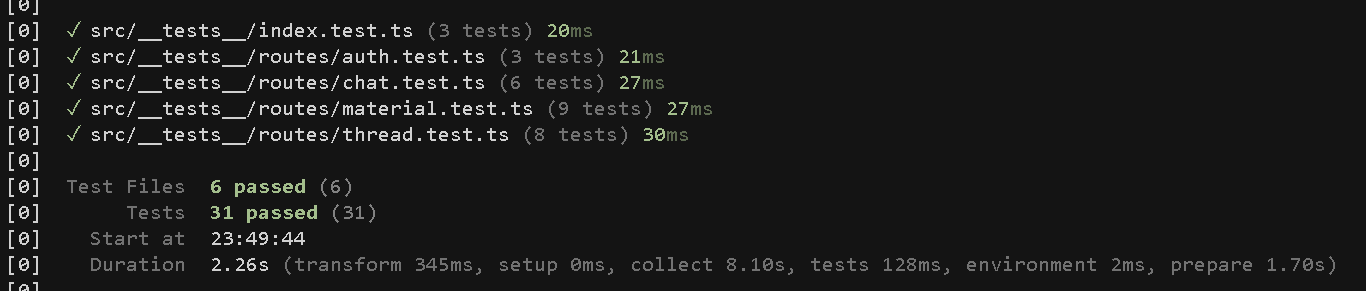 [0]
[0] ✓ src/__tests__/index.test.ts (3 tests) 20ms
[0] ✓ src/__tests__/routes/auth.test.ts (3 tests) 21ms
[0] ✓ src/__tests__/routes/chat.test.ts (6 tests) 27ms
[0] ✓ src/__tests__/routes/material.test.ts (9 tests) 27ms
[0] ✓ src/__tests__/routes/thread.test.ts (8 tests) 30ms
[0]
[0] Test Files 6 passed (6)
[0] Tests 31 passed (31)
[0] Start at 23:49:44
[0] Duration 2.26s (transform 345ms, setup 0ms, collect 8.10s, tests 128ms, environment 2ms, prepare 1.70s)
[0]